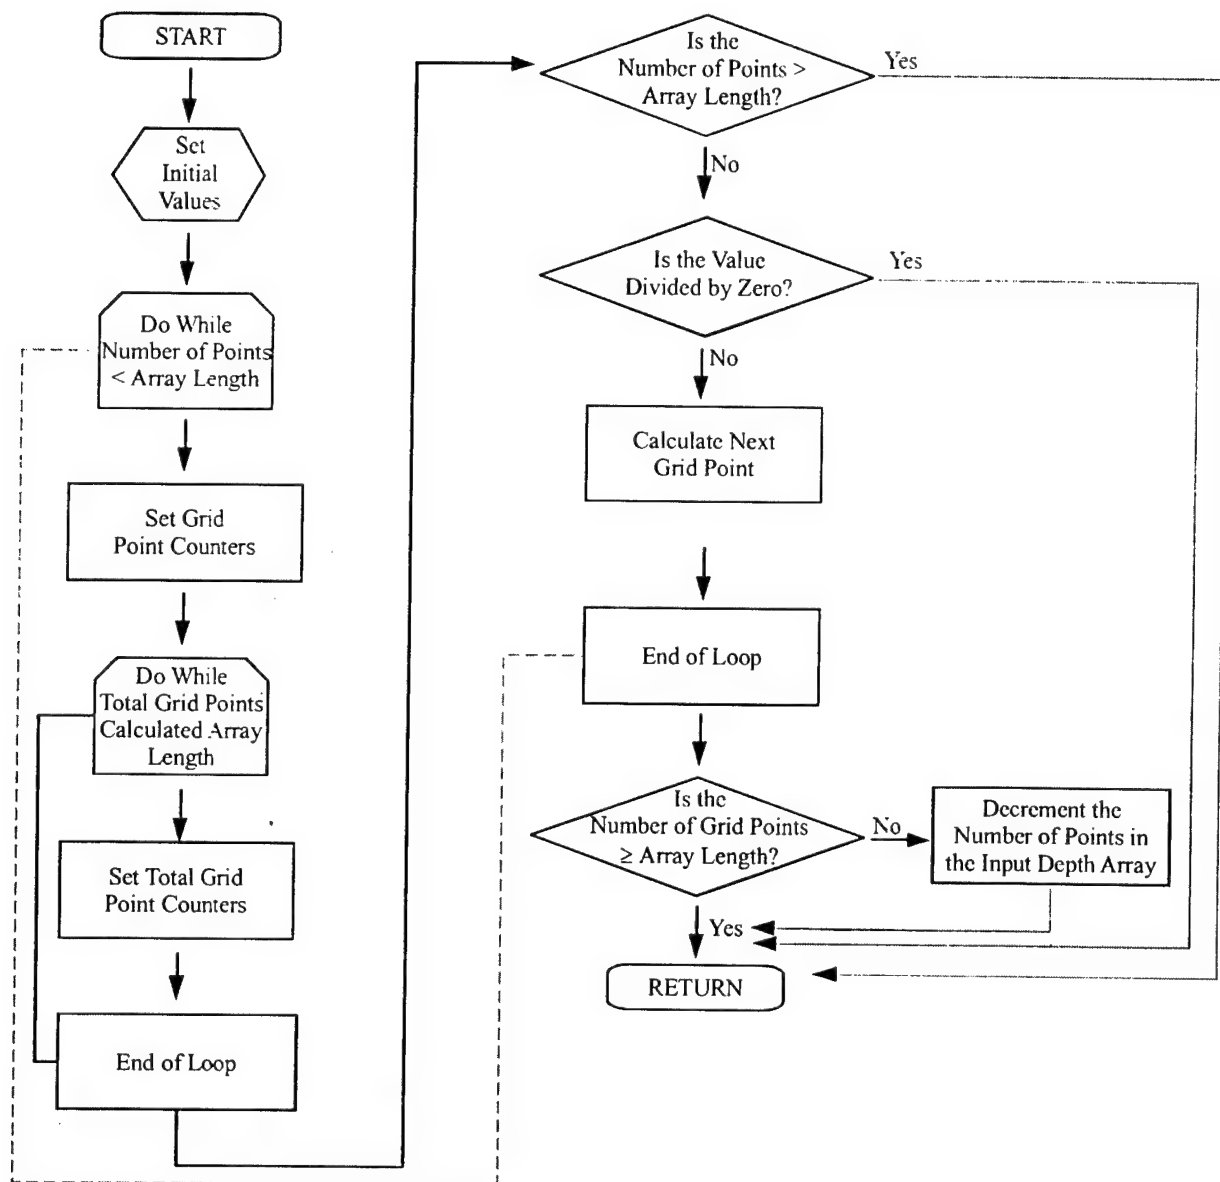 START
Set
Initial
Values
Do While
Number of Points
< Array Length
Set Grid
Point Counters
Do While
Total Grid Points
Calculated Array
Length
Set Total Grid
Point Counters
End of Loop
Is the
Number of Points >
Array Length?
Yes
No
Is the Value
Divided by Zero?
Yes
No
Calculate Next
Grid Point
End of Loop
Is the
Number of Grid Points
≥ Array Length?
No
Decrement the
Number of Points in
the Input Depth Array
Yes
RETURN